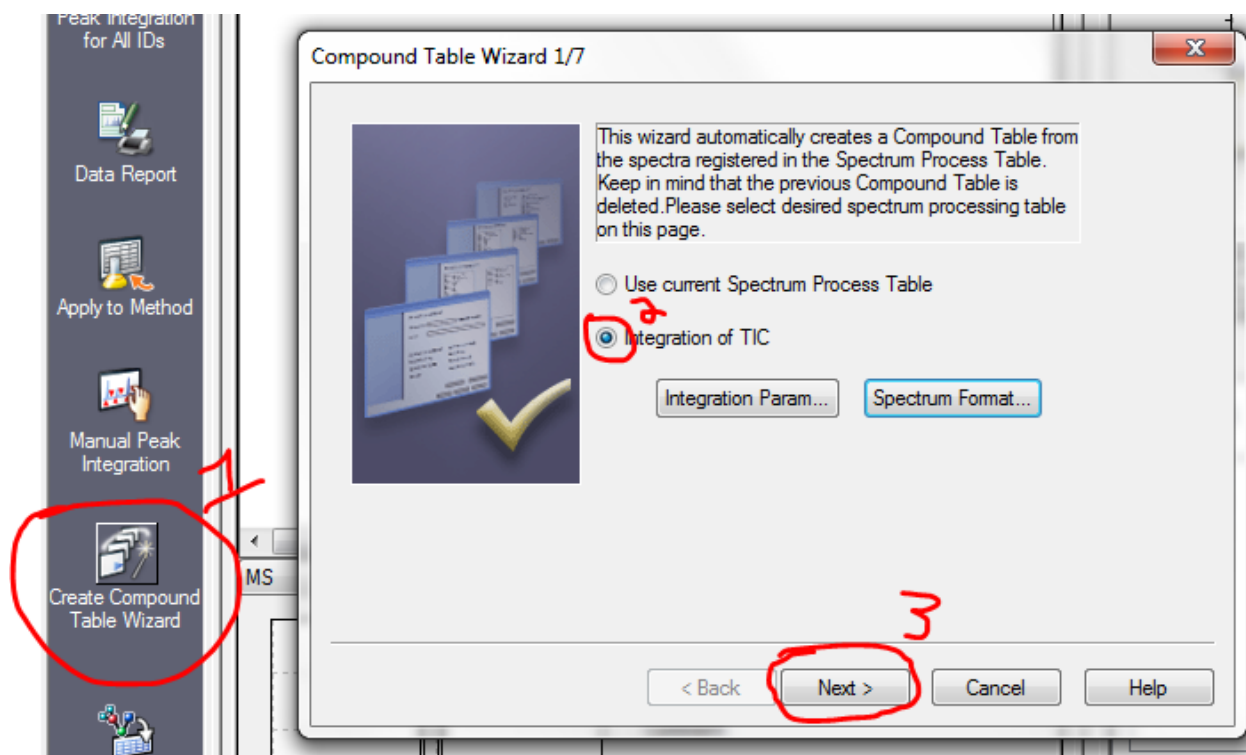 Peak Integration
for All IDs
Data Report
Apply to Method
Manual Peak
Integration
1
Create Compound
Table Wizard
MS
Compound Table Wizard 1/7
This wizard automatically creates a Compound Table from
the spectra registered in the Spectrum Process Table.
Keep in mind that the previous Compound Table is
deleted.Please select desired spectrum processing table
on this page.
Use current Spectrum Process Table
2
Integration of TIC
Integration Param...
Spectrum Format...
3
< Back
Next >
Cancel
Help